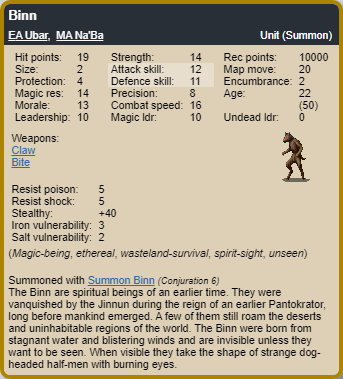 Binn
EA Ubar, MA Na'Ba Unit (Summon)
Hit points: 19 Strength: 14 Rec points: 10000
Size: 2 Attack skill: 12 Map move: 20
Protection: 4 Defence skill: 11 Encumbrance: 2
Magic res: 14 Precision: 8 Age: 22
Morale: 13 Combat speed: 16 (50)
Leadership: 10 Magic ldr: 10 Undead ldr: 0
Weapons:
Claw
Bite
Resist poison: 5
Resist shock: 5
Stealthy: +40
Iron vulnerability: 3
Salt vulnerability: 2
(Magic-being, ethereal, wasteland-survival, spirit-sight, unseen)
Summoned with Summon Binn (Conjuration 6)
The Binn are spiritual beings of an earlier time. They were
vanquished by the Jinnun during the reign of an earlier Pantokrator,
long before mankind emerged. A few of them still roam the deserts
and uninhabitable regions of the world. The Binn were born from
stagnant water and blistering winds and are invisible unless they
want to be seen. When visible they take the shape of strange dog-
headed half-men with burning eyes.